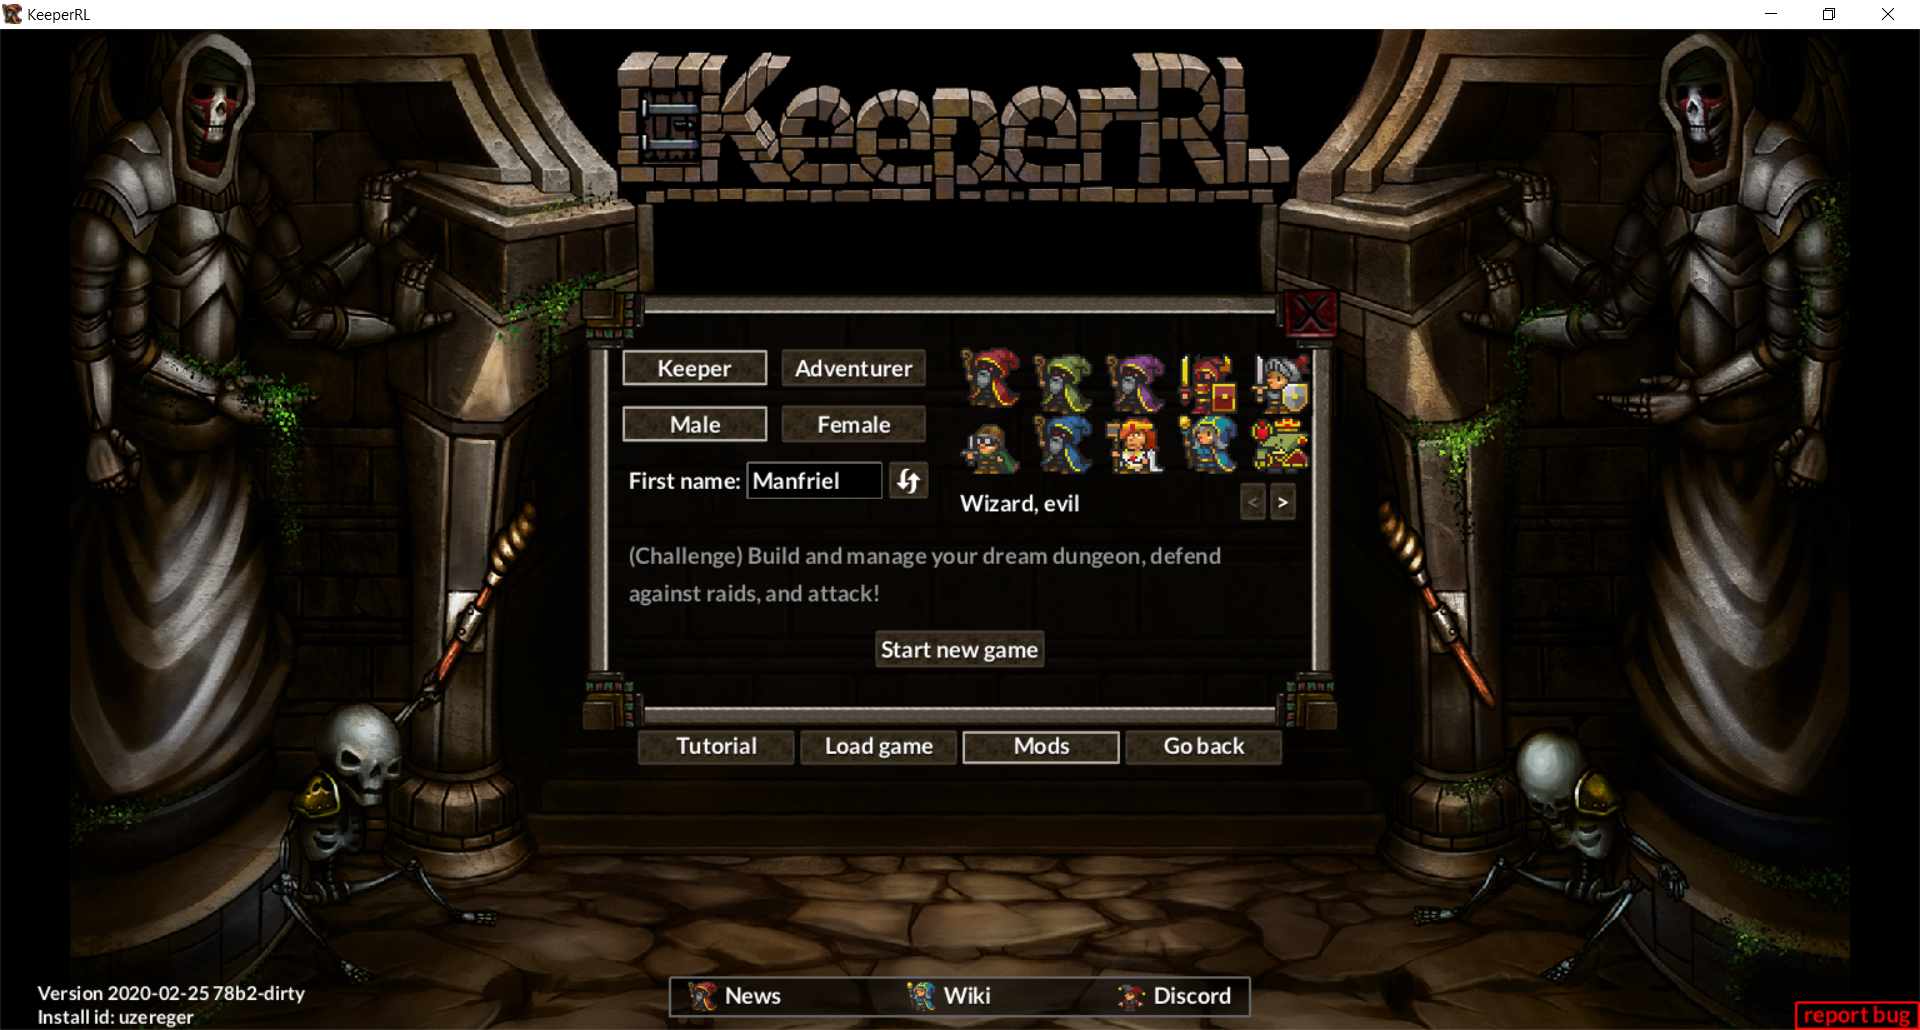 KeeperRL
KeeperRL
X
Keeper
Adventurer
Male
Female
First name: Manfriel
Wizard, evil
< >
(Challenge) Build and manage your dream dungeon, defend
against raids, and attack!
Start new game
Tutorial
Load game
Mods
Go back
News
Wiki
Discord
Version 2020-02-25 78b2-dirty
Install id: uzereger
report bug